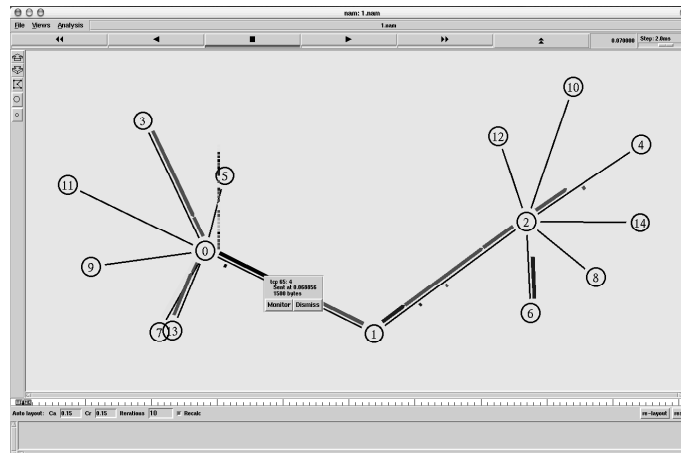 nam: 1.nam
File Views Analysis 1.nam
0.070000 Step: 2.0ms
10
3
12
4
5
11
2
14
0
9
8
tcp 65: 4
Sent at 0.068056
1500 bytes
Monitor Dismiss
6
7 13
1
Auto layout: Ca 0.15 Cr 0.15 Iterations 10 Recalc re-layout